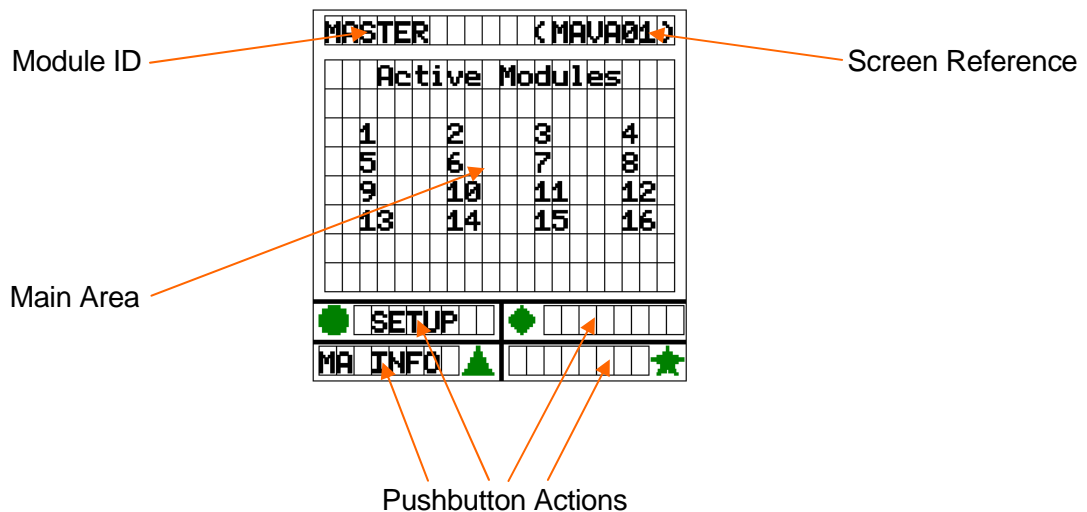 MASTER (MAVA01)
Module ID
Screen Reference
Active Modules
1 2 3 4
5 6 7 8
9 10 11 12
13 14 15 16
Main Area
SETUP
MA INFO
Pushbutton Actions